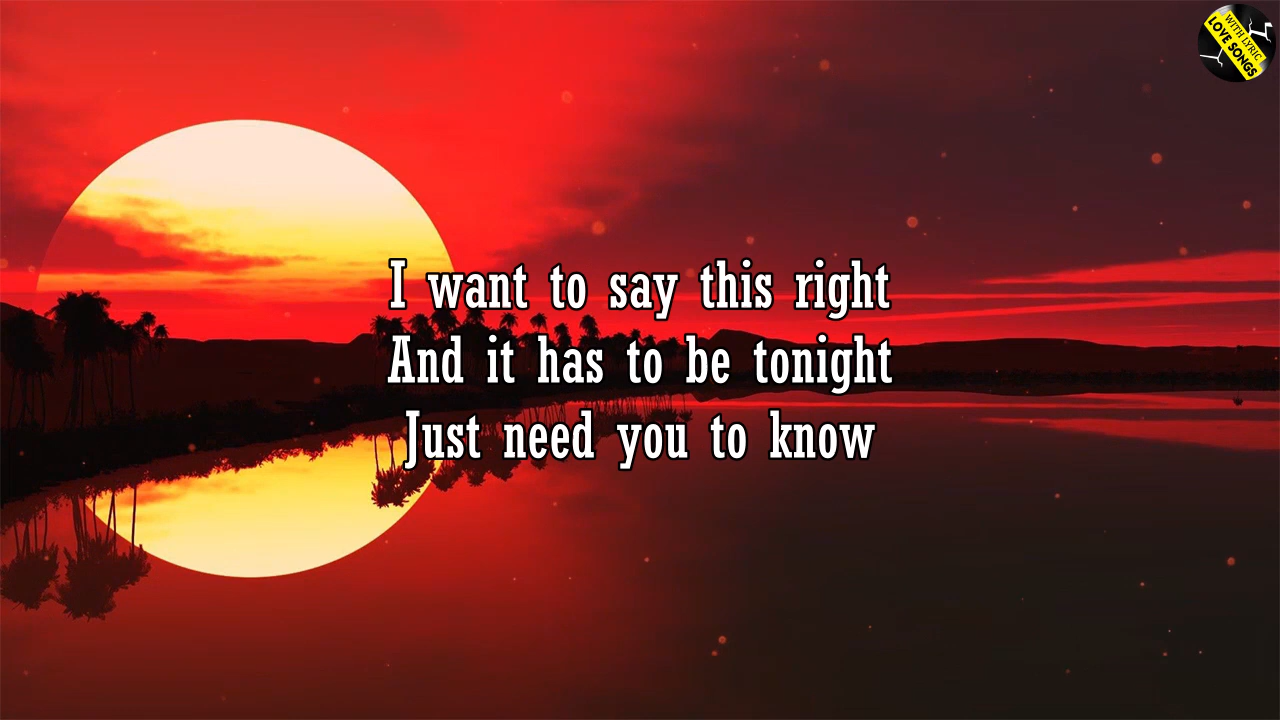 WITH LYRIC
LOVE SONGS
I want to say this right
And it has to be tonight
Just need you to know